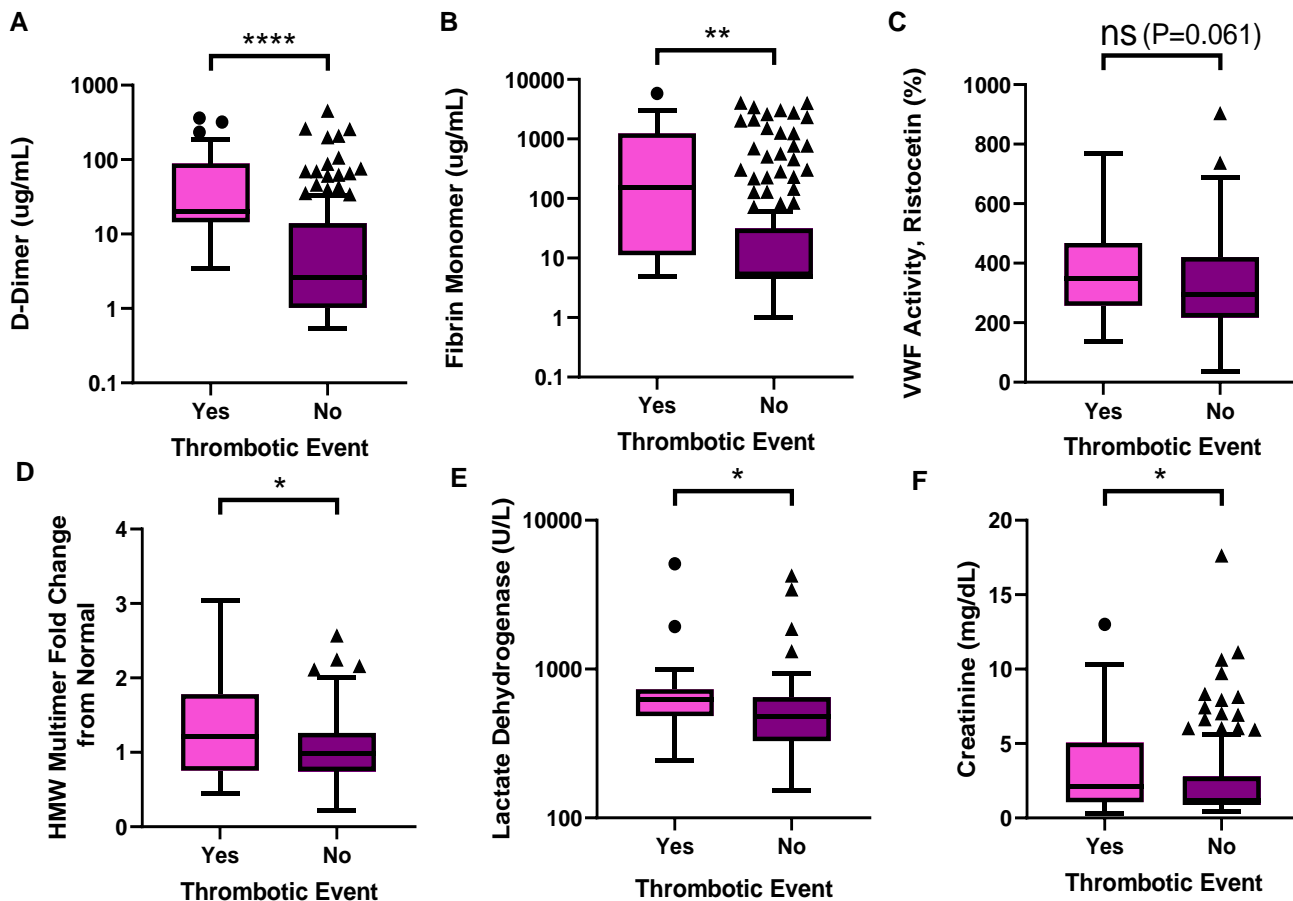 A
****
D-Dimer (ug/mL)
1000
100
10
1
0.1
Yes
No
Thrombotic Event
B
**
Fibrin Monomer (ug/mL)
10000
1000
100
10
1
0.1
Yes
No
Thrombotic Event
C
ns (P=0.061)
VWF Activity, Ristocetin (%)
1000
800
600
400
200
0
Yes
No
Thrombotic Event
D
*
HMW Multimer Fold Change
from Normal
4
3
2
1
0
Yes
No
Thrombotic Event
E
*
Lactate Dehydrogenase (U/L)
10000
1000
100
Yes
No
Thrombotic Event
F
*
Creatinine (mg/dL)
20
15
10
5
0
Yes
No
Thrombotic Event